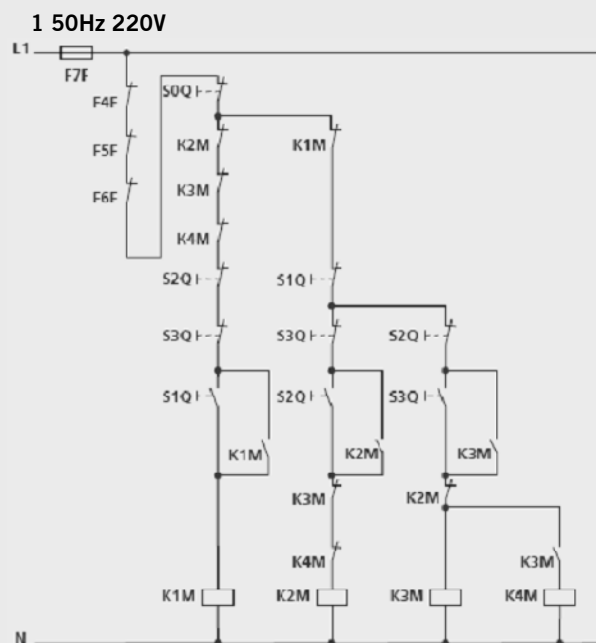 1 50Hz 220V
L1
F7F
F4F
S0Q
F5F
K2M
K1M
F6F
K3M
K4M
S2Q
S1Q
S3Q
S3Q
S2Q
S1Q
S2Q
S3Q
K1M
K2M
K3M
K3M
K2M
K4M
K3M
K1M
K2M
K3M
K4M
N